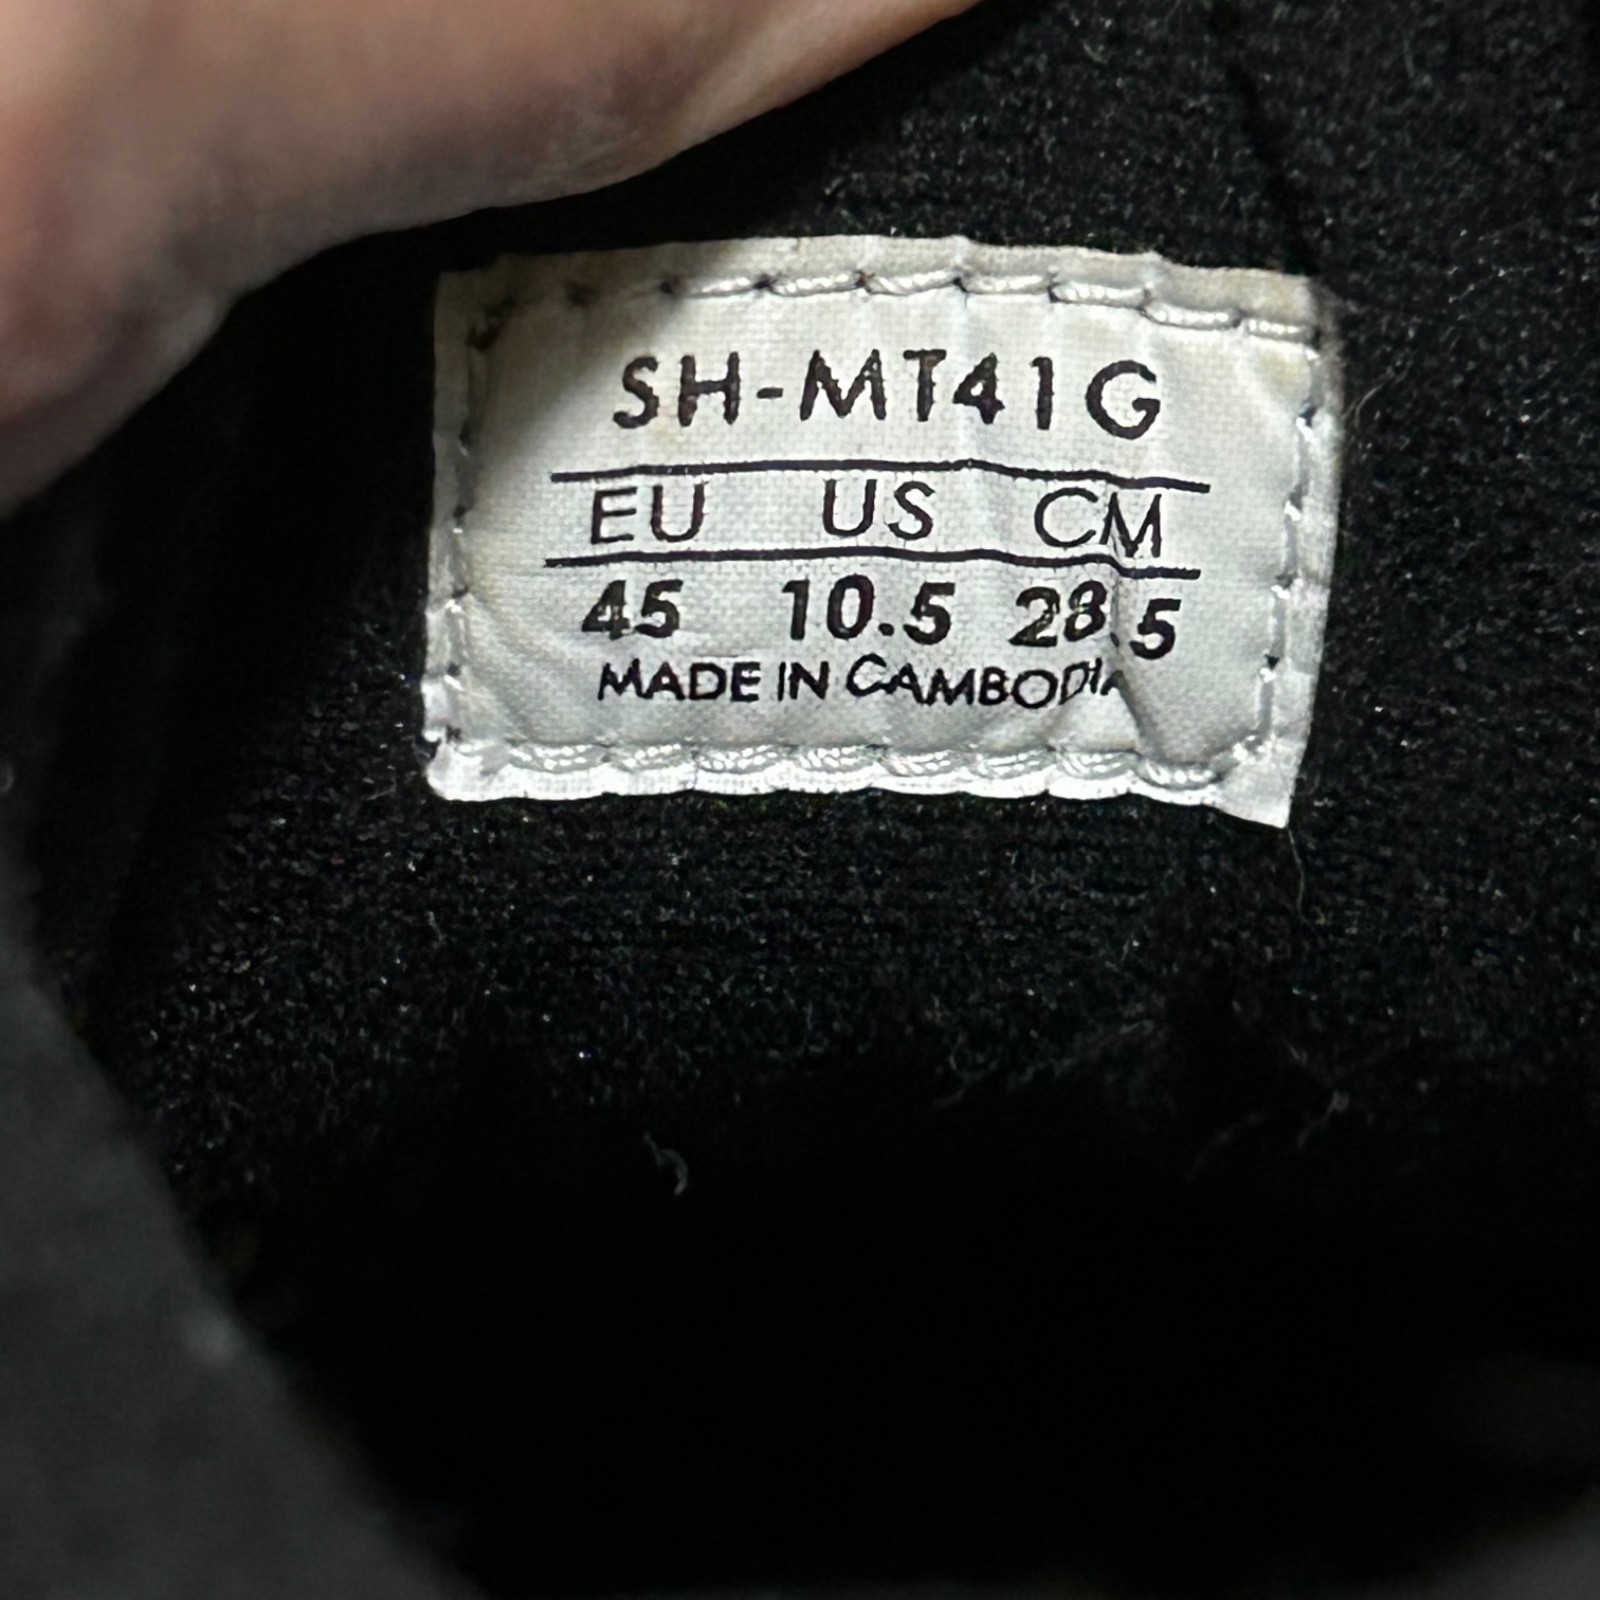 SH-MT41G
EU US CM
45 10.5 28.5
MADE IN CAMBODIA